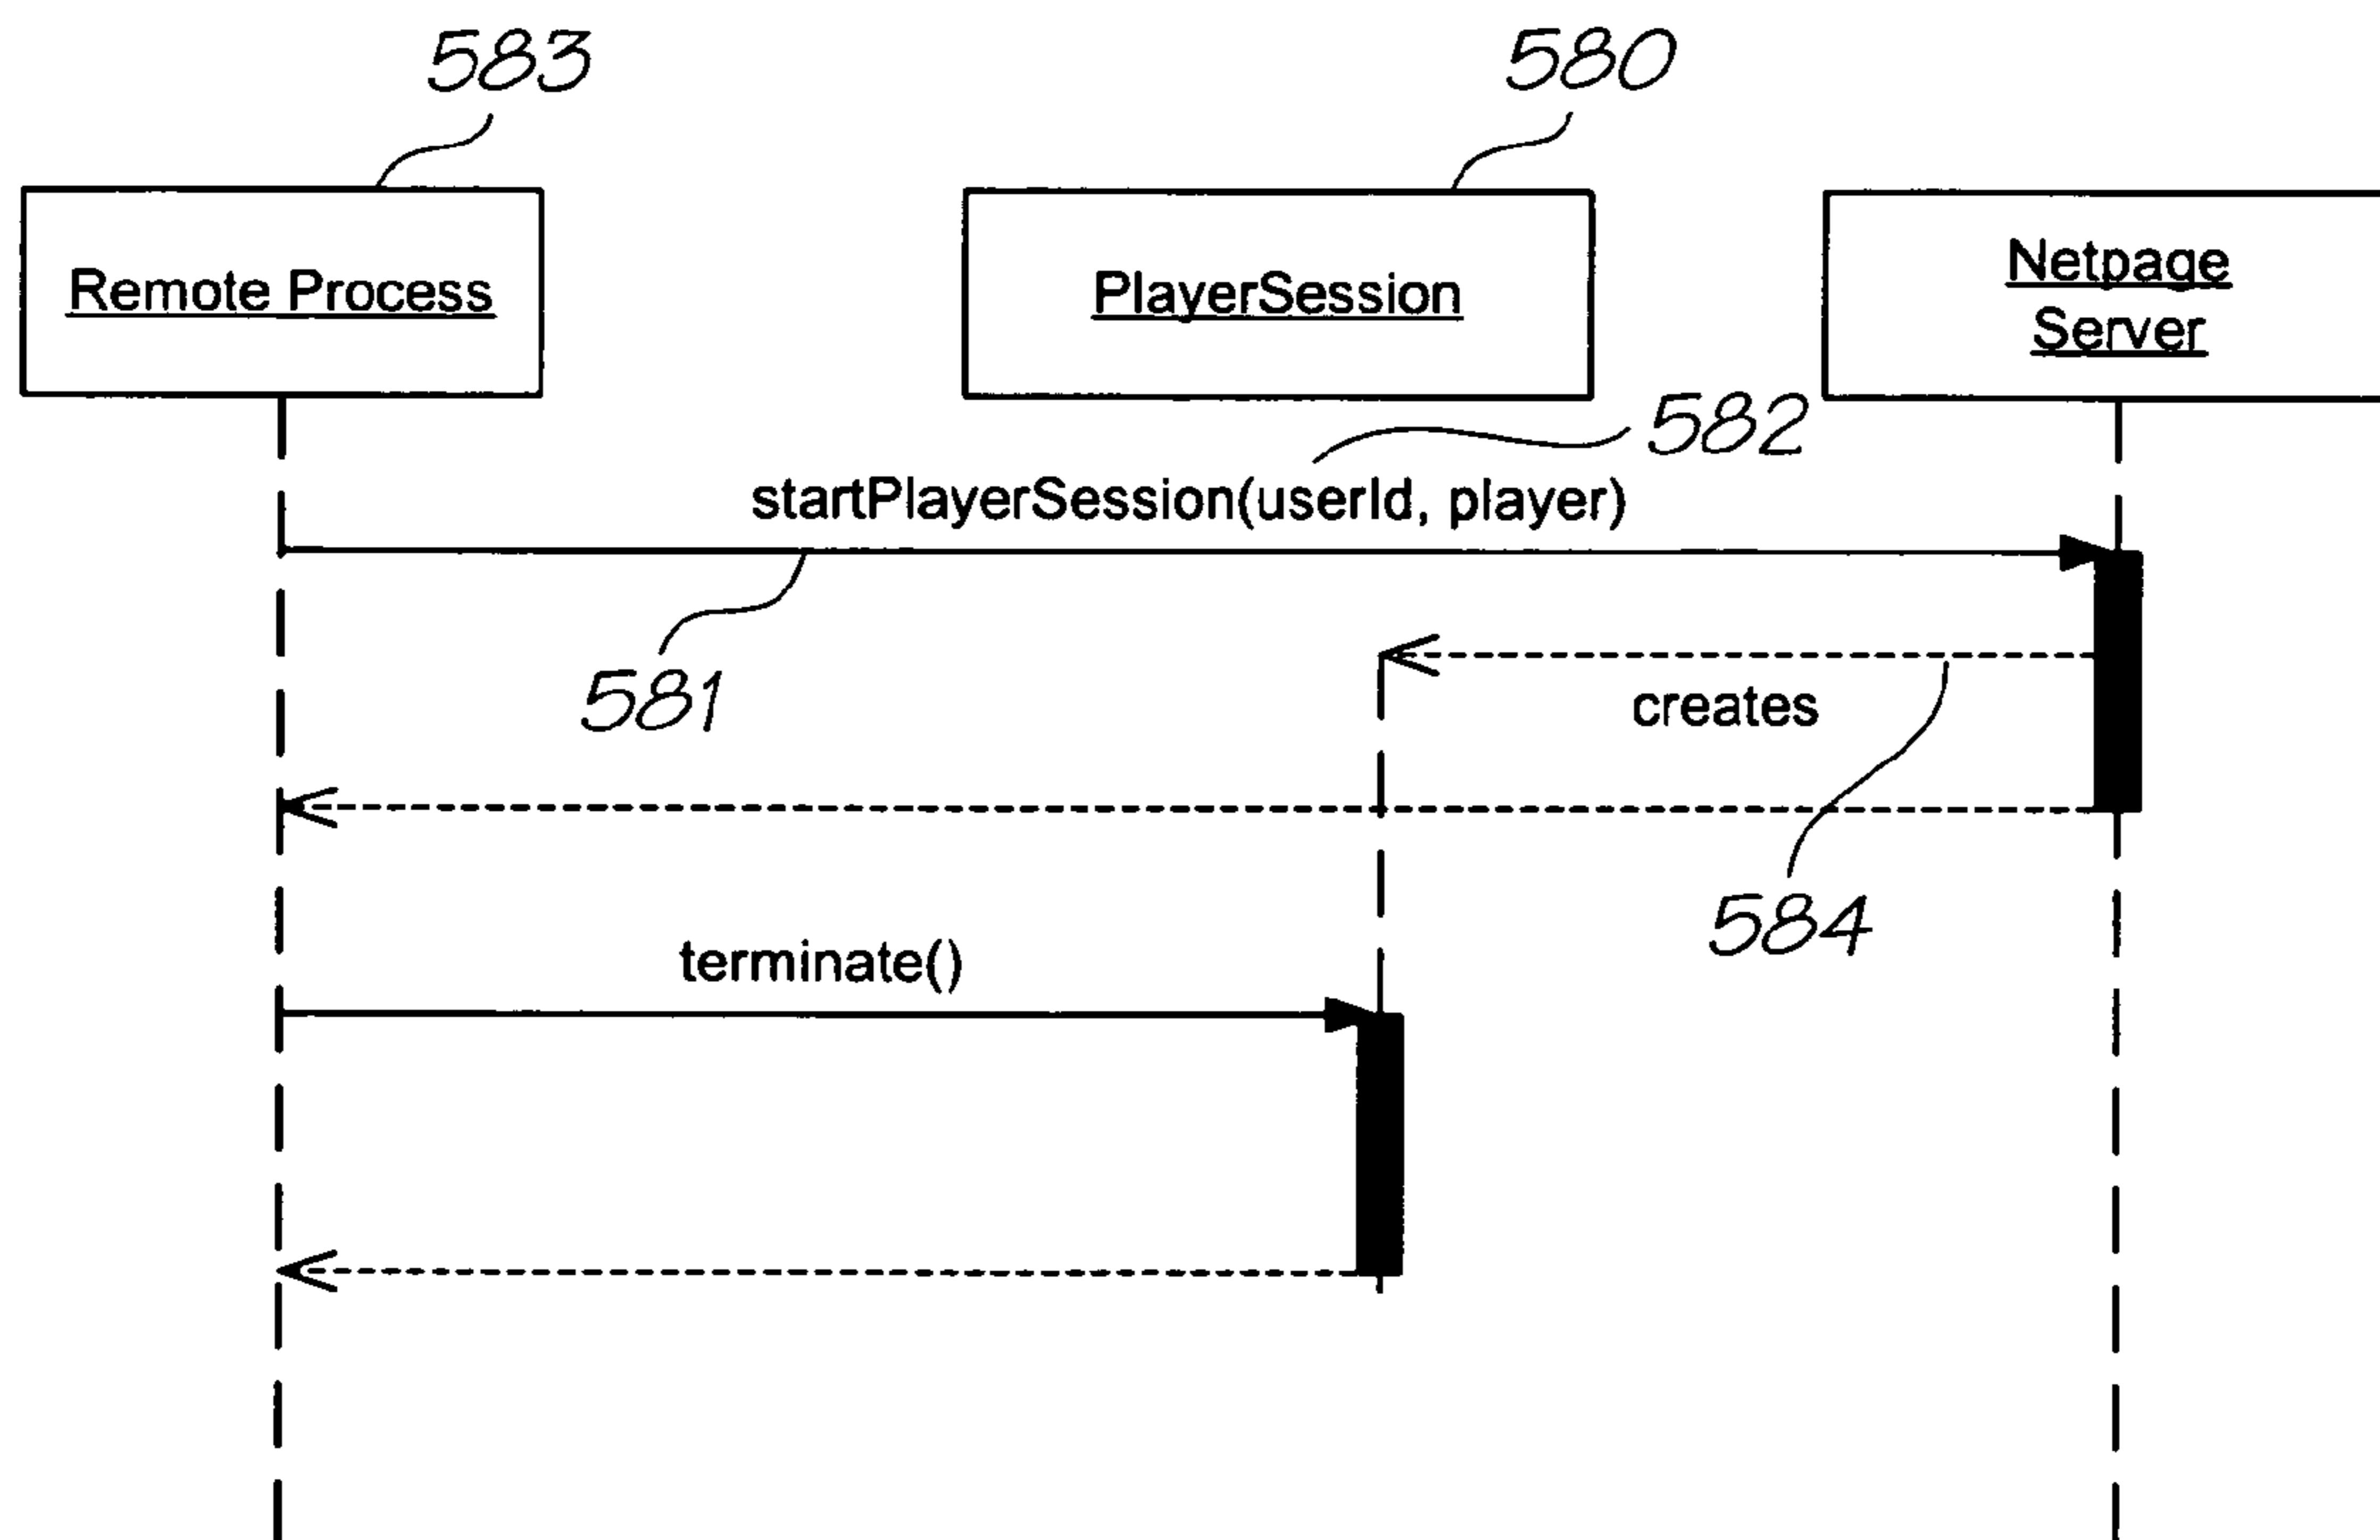 583
580
Remote Process
PlayerSession
Netpage
Server
582
startPlayerSession(userId, player)
581
creates
584
terminate()